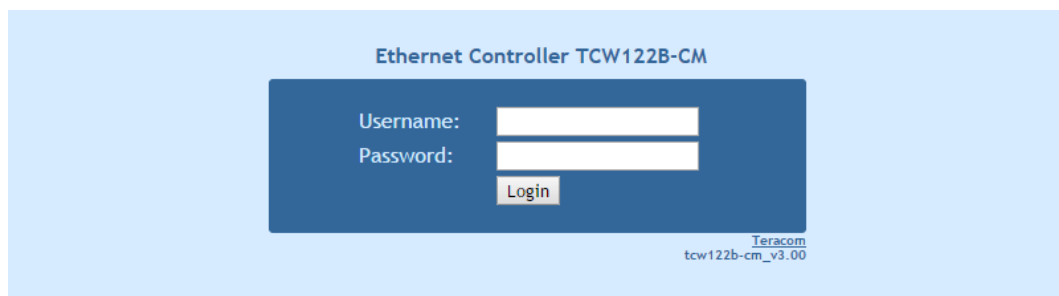 Ethernet Controller TCW122B-CM
Username:
Password:
Login
Teracom
tcw122b-cm_v3.00